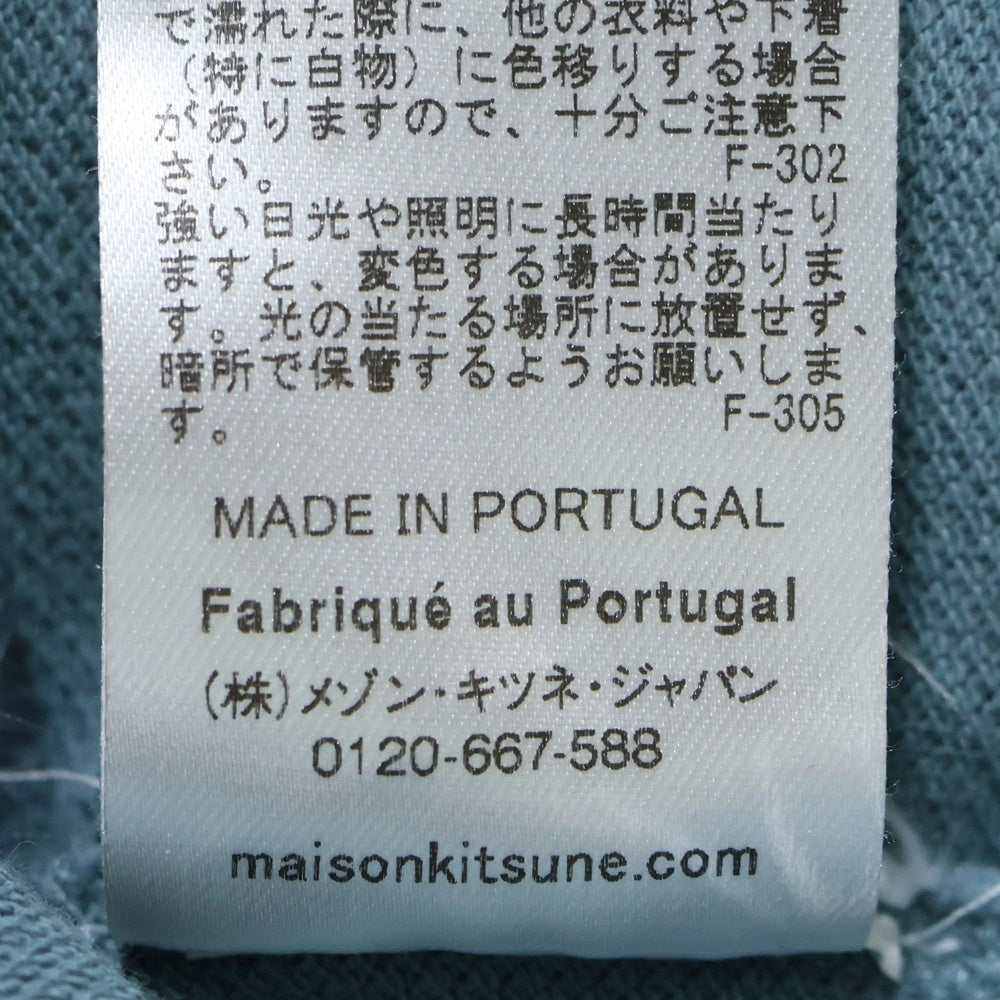 で濡れた際に、他の衣料や下着
（特に白物）に色移りする場合
がありますので、十分ご注意下
さい。 F-302
強い日光や照明に長時間当たり
ますと、変色する場合がありま
す。光の当たる場所に放置せず、
暗所で保管するようお願いしま
す。 F-305
MADE IN PORTUGAL
Fabriqué au Portugal
(株)メゾン・キツネ・ジャパン
0120-667-588
maisonkitsune.com